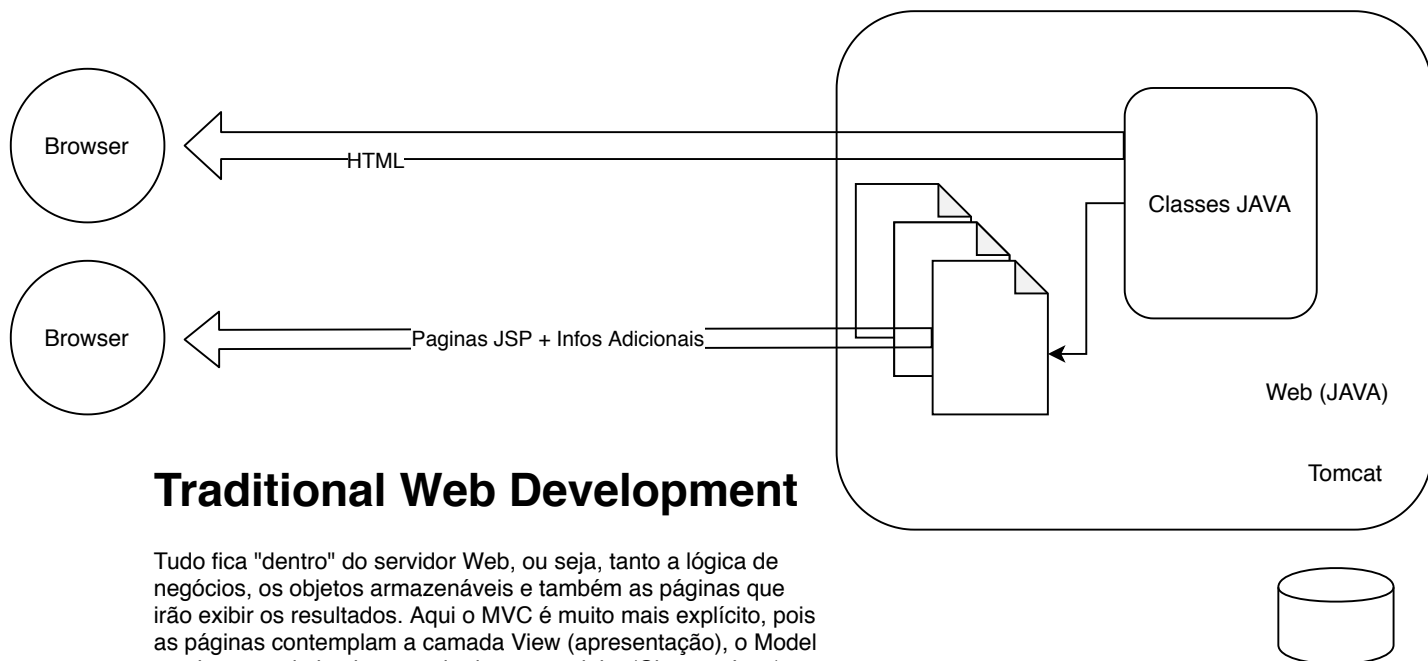 Browser
HTML
Classes JAVA
Browser
Paginas JSP + Infos Adicionais
Web (JAVA)
Tomcat
Traditional Web Development
Tudo fica "dentro" do servidor Web, ou seja, tanto a lógica de
negócios, os objetos armazenáveis e também as páginas que
irão exibir os resultados. Aqui o MVC é muito mais explícito, pois
as páginas contemplam a camada View (apresentação), o Model